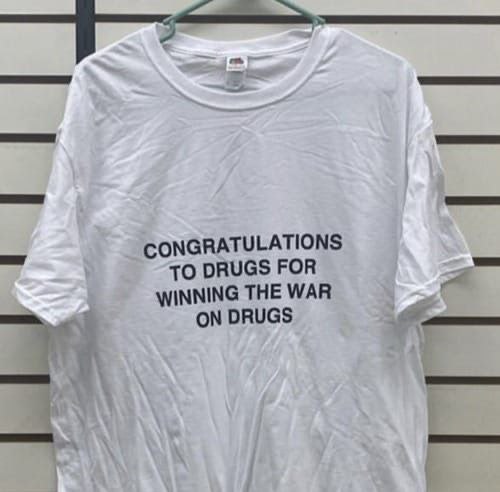 CONGRATULATIONS
TO DRUGS FOR
WINNING THE WAR
ON DRUGS